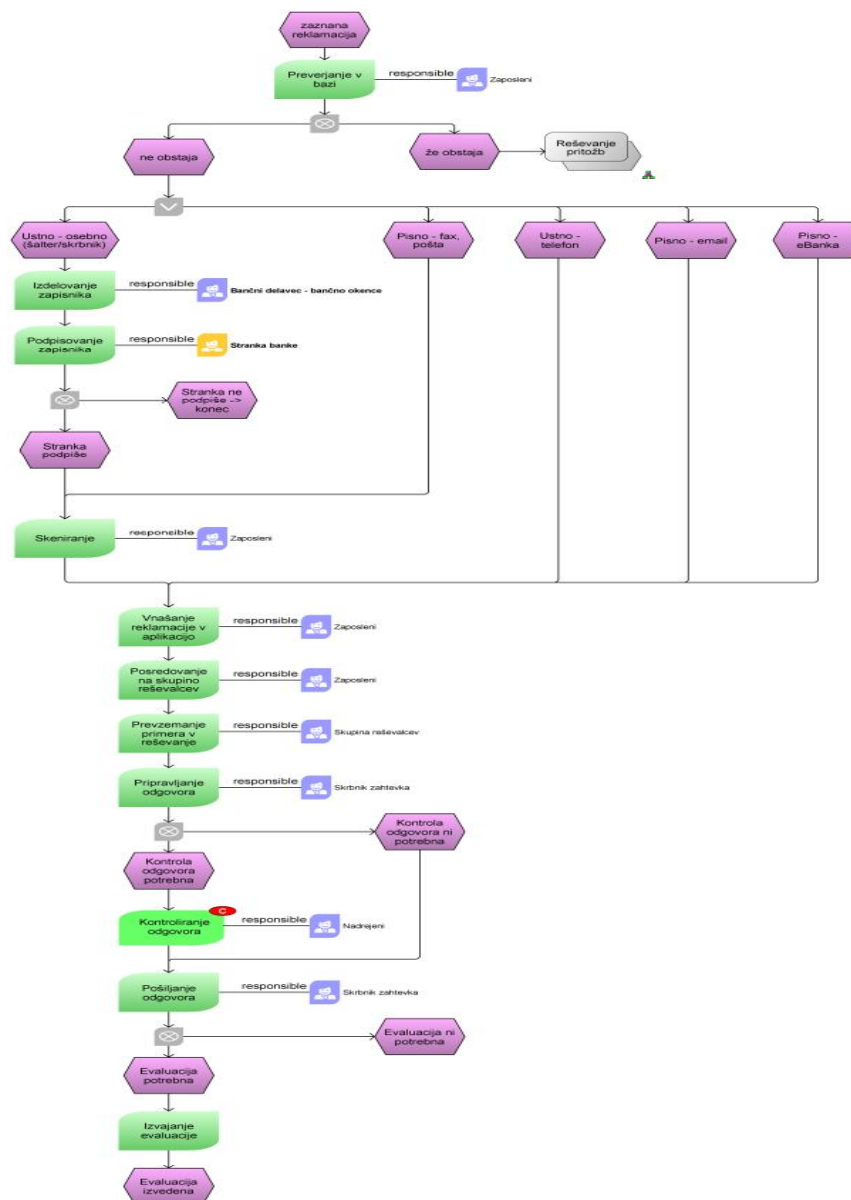 zaznana
reklamacija
Preverjanje v
bazi
responsible
Zaposleni
ne obstaja
že obstaja
Reševanje
pritožb
Ustno - osebno
(šalter/skrbnik)
Pisno - fax,
pošta
Ustno -
telefon
Pisno - email
Pisno -
eBanka
Izdelovanje
zapisnika
responsible
Bančni delavec - bančno okence
Podpisovanje
zapisnika
responsible
Stranka banke
Stranka ne
podpiše ->
konec
Stranka
podpiše
Skeniranje
responsible
Zaposleni
Vnašanje
reklamacije v
aplikacijo
responsible
Zaposleni
Posredovanje
na skupino
reševalcev
responsible
Zaposleni
Prevzemanje
primera v
reševanje
responsible
Skupina reševalcev
Pripravljanje
odgovora
responsible
Skrbnik zahtevka
Kontrola
odgovora ni
potrebna
Kontrola
odgovora
potrebna
C
Kontroliranje
odgovora
responsible
Nadrejeni
Pošiljanje
odgovora
responsible
Skrbnik zahtevka
Evaluacija ni
potrebna
Evaluacija
potrebna
Izvajanje
evaluacije
Evaluacija
izvedena